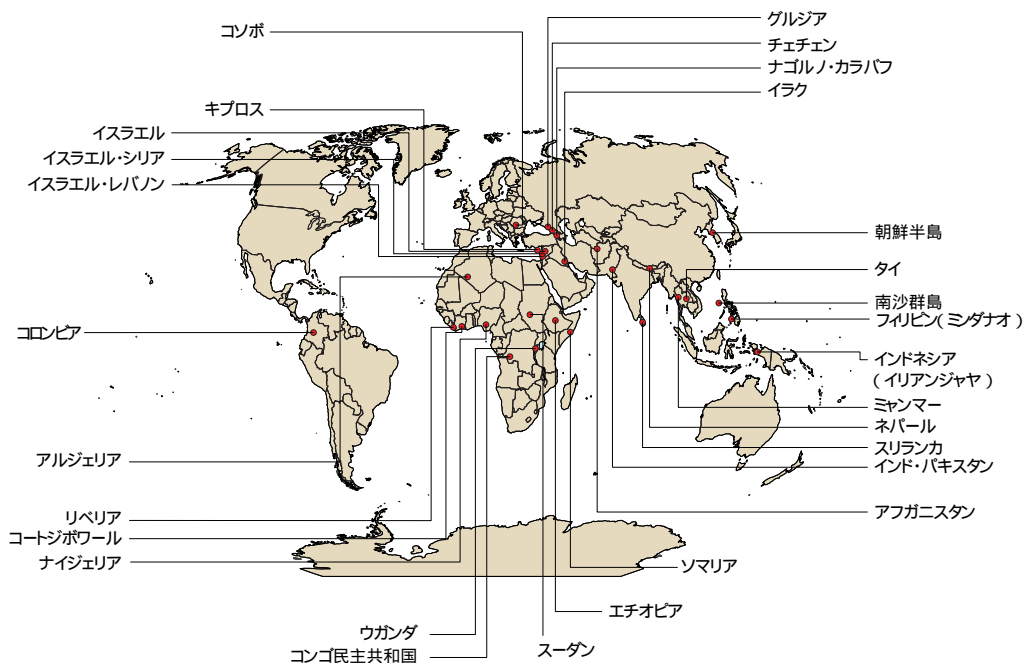 コソボ
キプロス
イスラエル
イスラエル・シリア
イスラエル・レバノン
コロンビア
アルジェリア
リベリア
コートジボワール
ナイジェリア
ウガンダ
コンゴ民主共和国
グルジア
チェチェン
ナゴルノ・カラバフ
イラク
朝鮮半島
タイ
南沙群島
フィリピン(ミンダナオ)
インドネシア
(イリアンジャヤ)
ミャンマー
ネパール
スリランカ
インド・パキスタン
アフガニスタン
ソマリア
エチオピア
スーダン